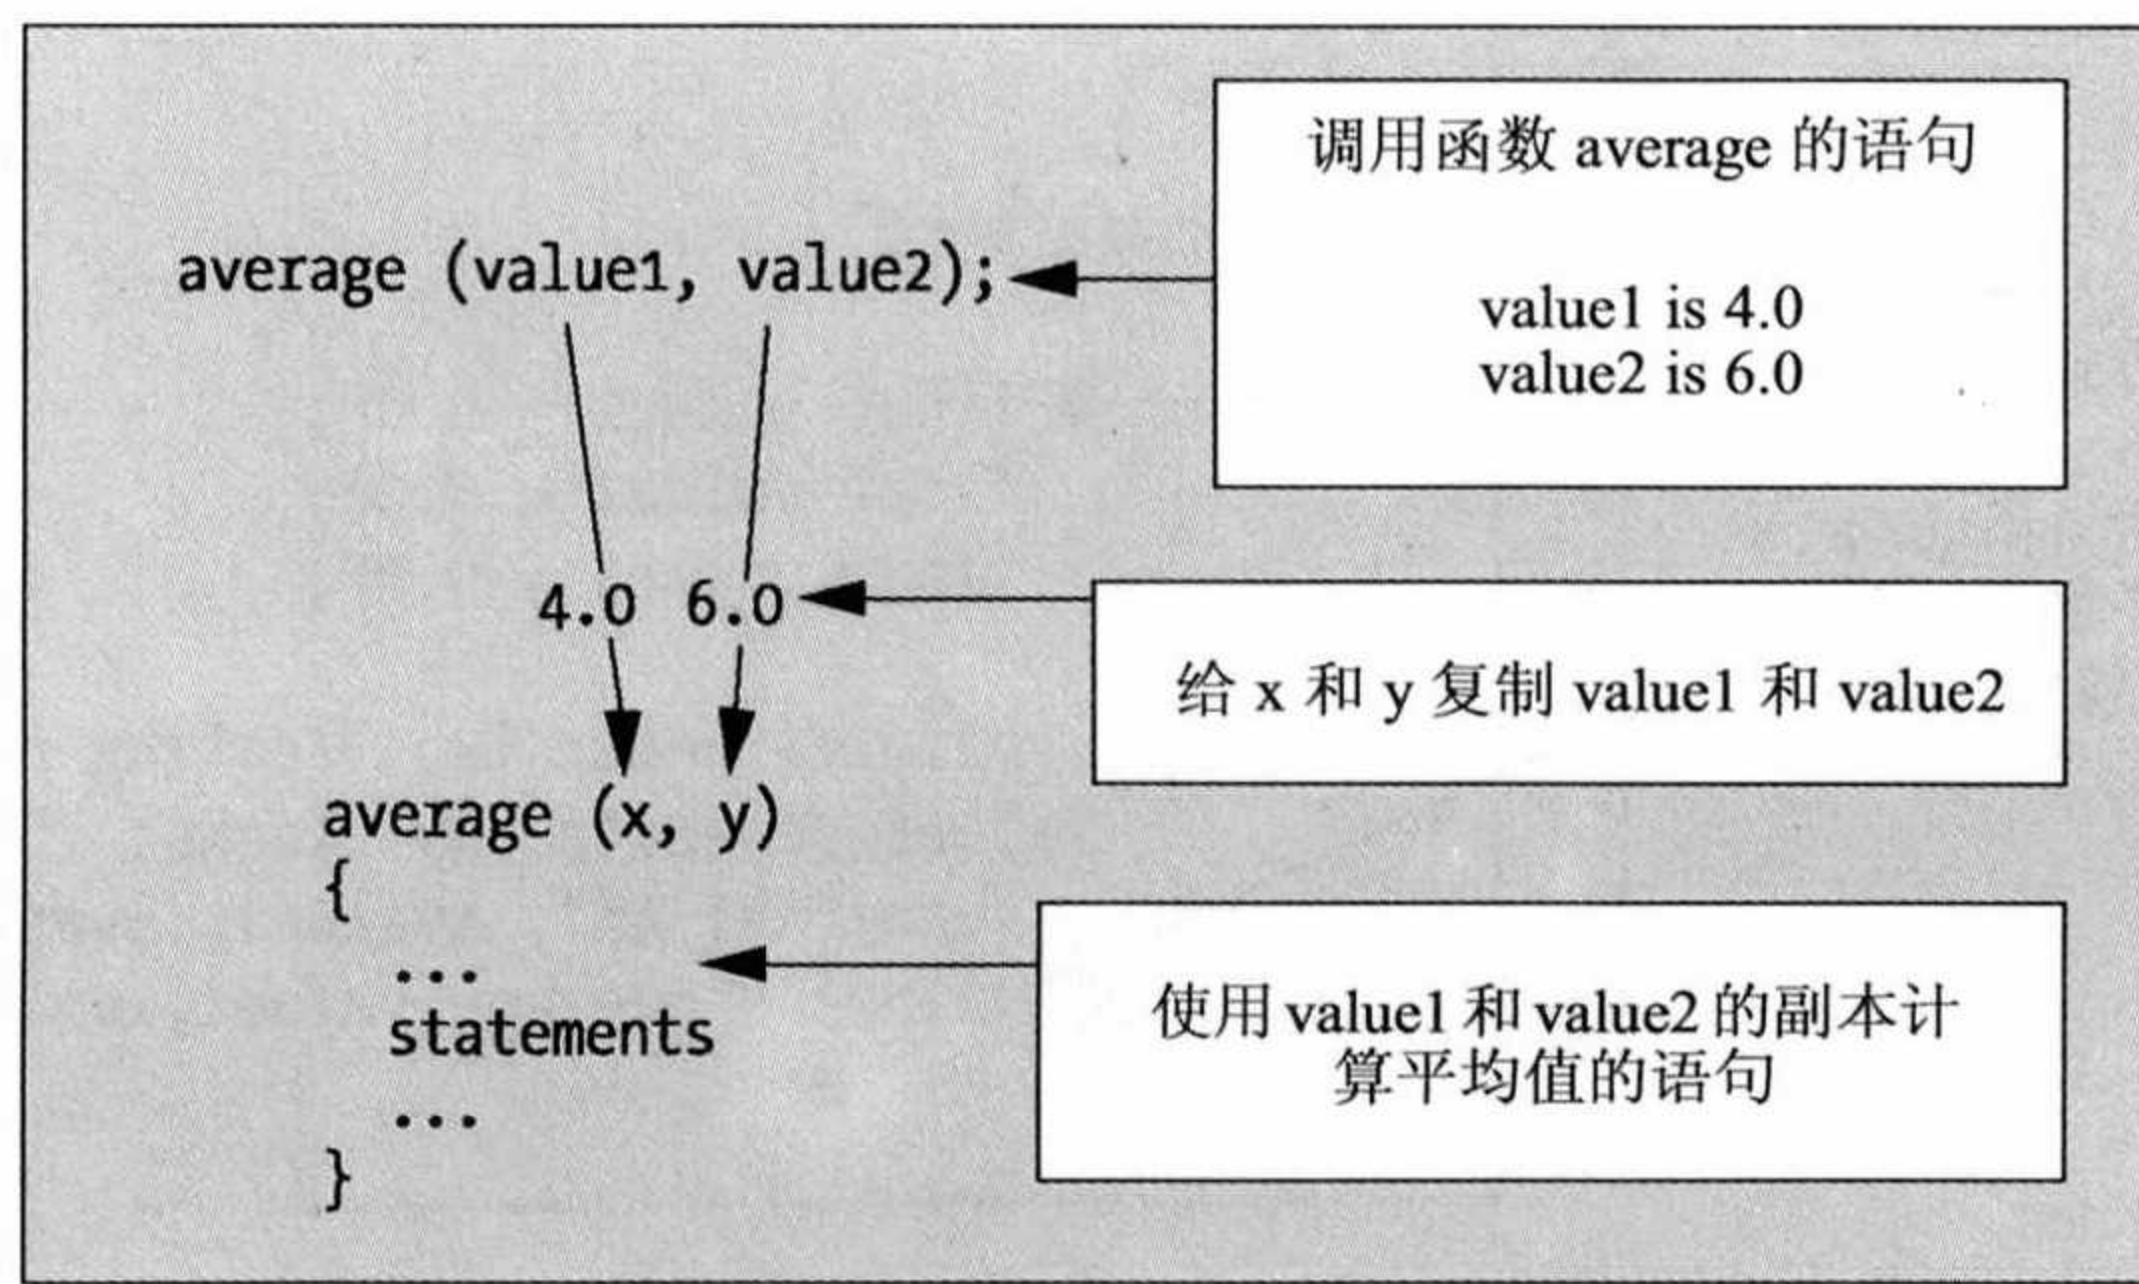 调用函数 average 的语句
average (value1, value2);
value1 is 4.0
value2 is 6.0
4.0 6.0
给 x 和 y 复制 value1 和 value2
average (x, y)
{
...
statements
使用 value1 和 value2 的副本计
算平均值的语句
...
}